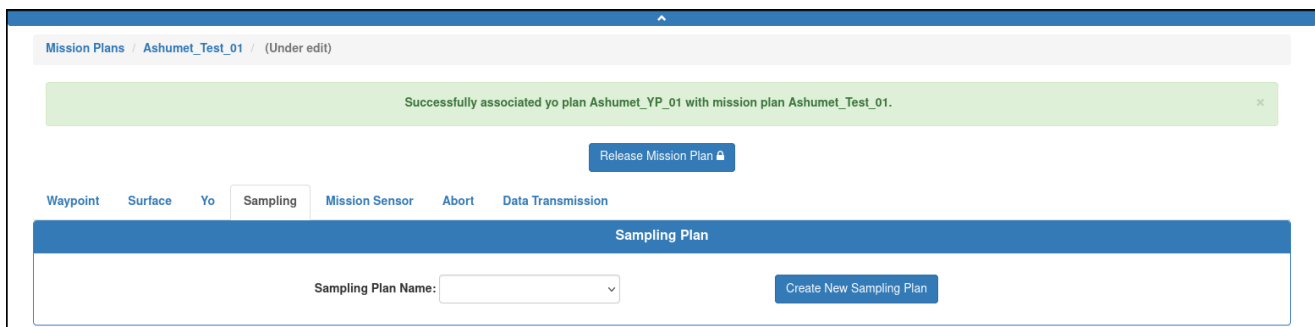 Mission Plans / Ashumet_Test_01 / (Under edit)
Successfully associated yo plan Ashumet_YP_01 with mission plan Ashumet_Test_01. ×
Release Mission Plan
Waypoint Surface Yo Sampling Mission Sensor Abort Data Transmission
Sampling Plan
Sampling Plan Name: Create New Sampling Plan